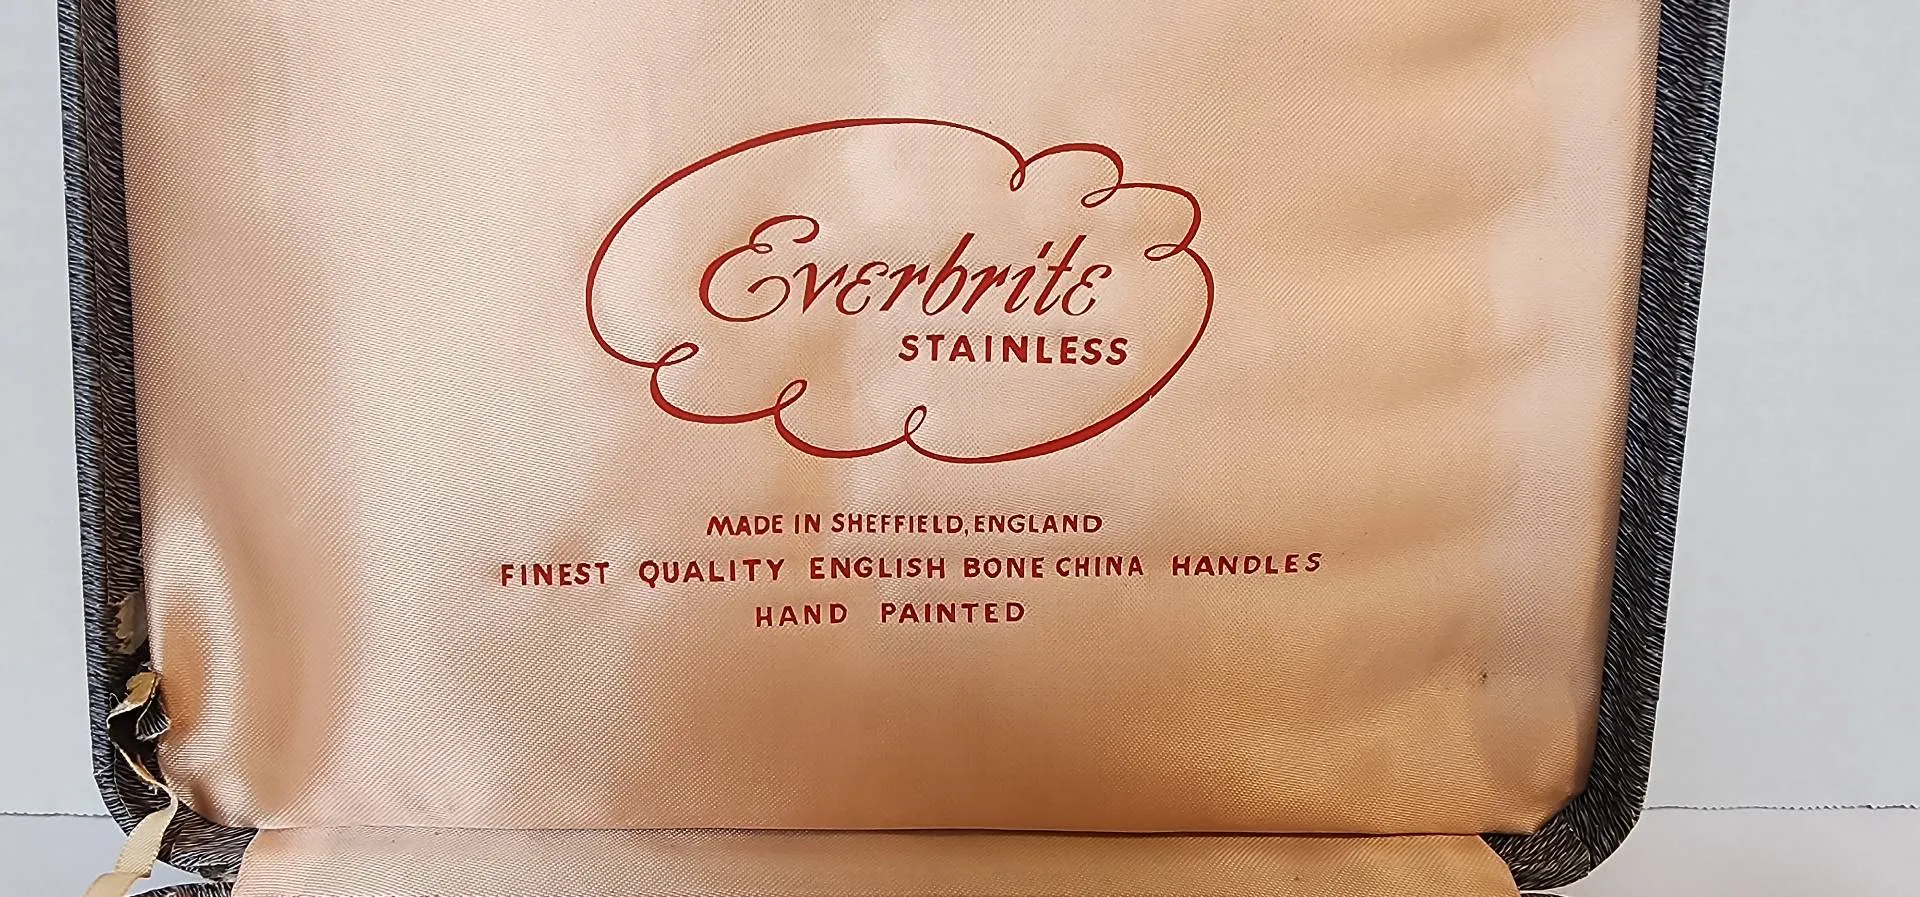 Everbrite
STAINLESS
MADE IN SHEFFIELD, ENGLAND
FINEST QUALITY ENGLISH BONE CHINA HANDLES
HAND PAINTED